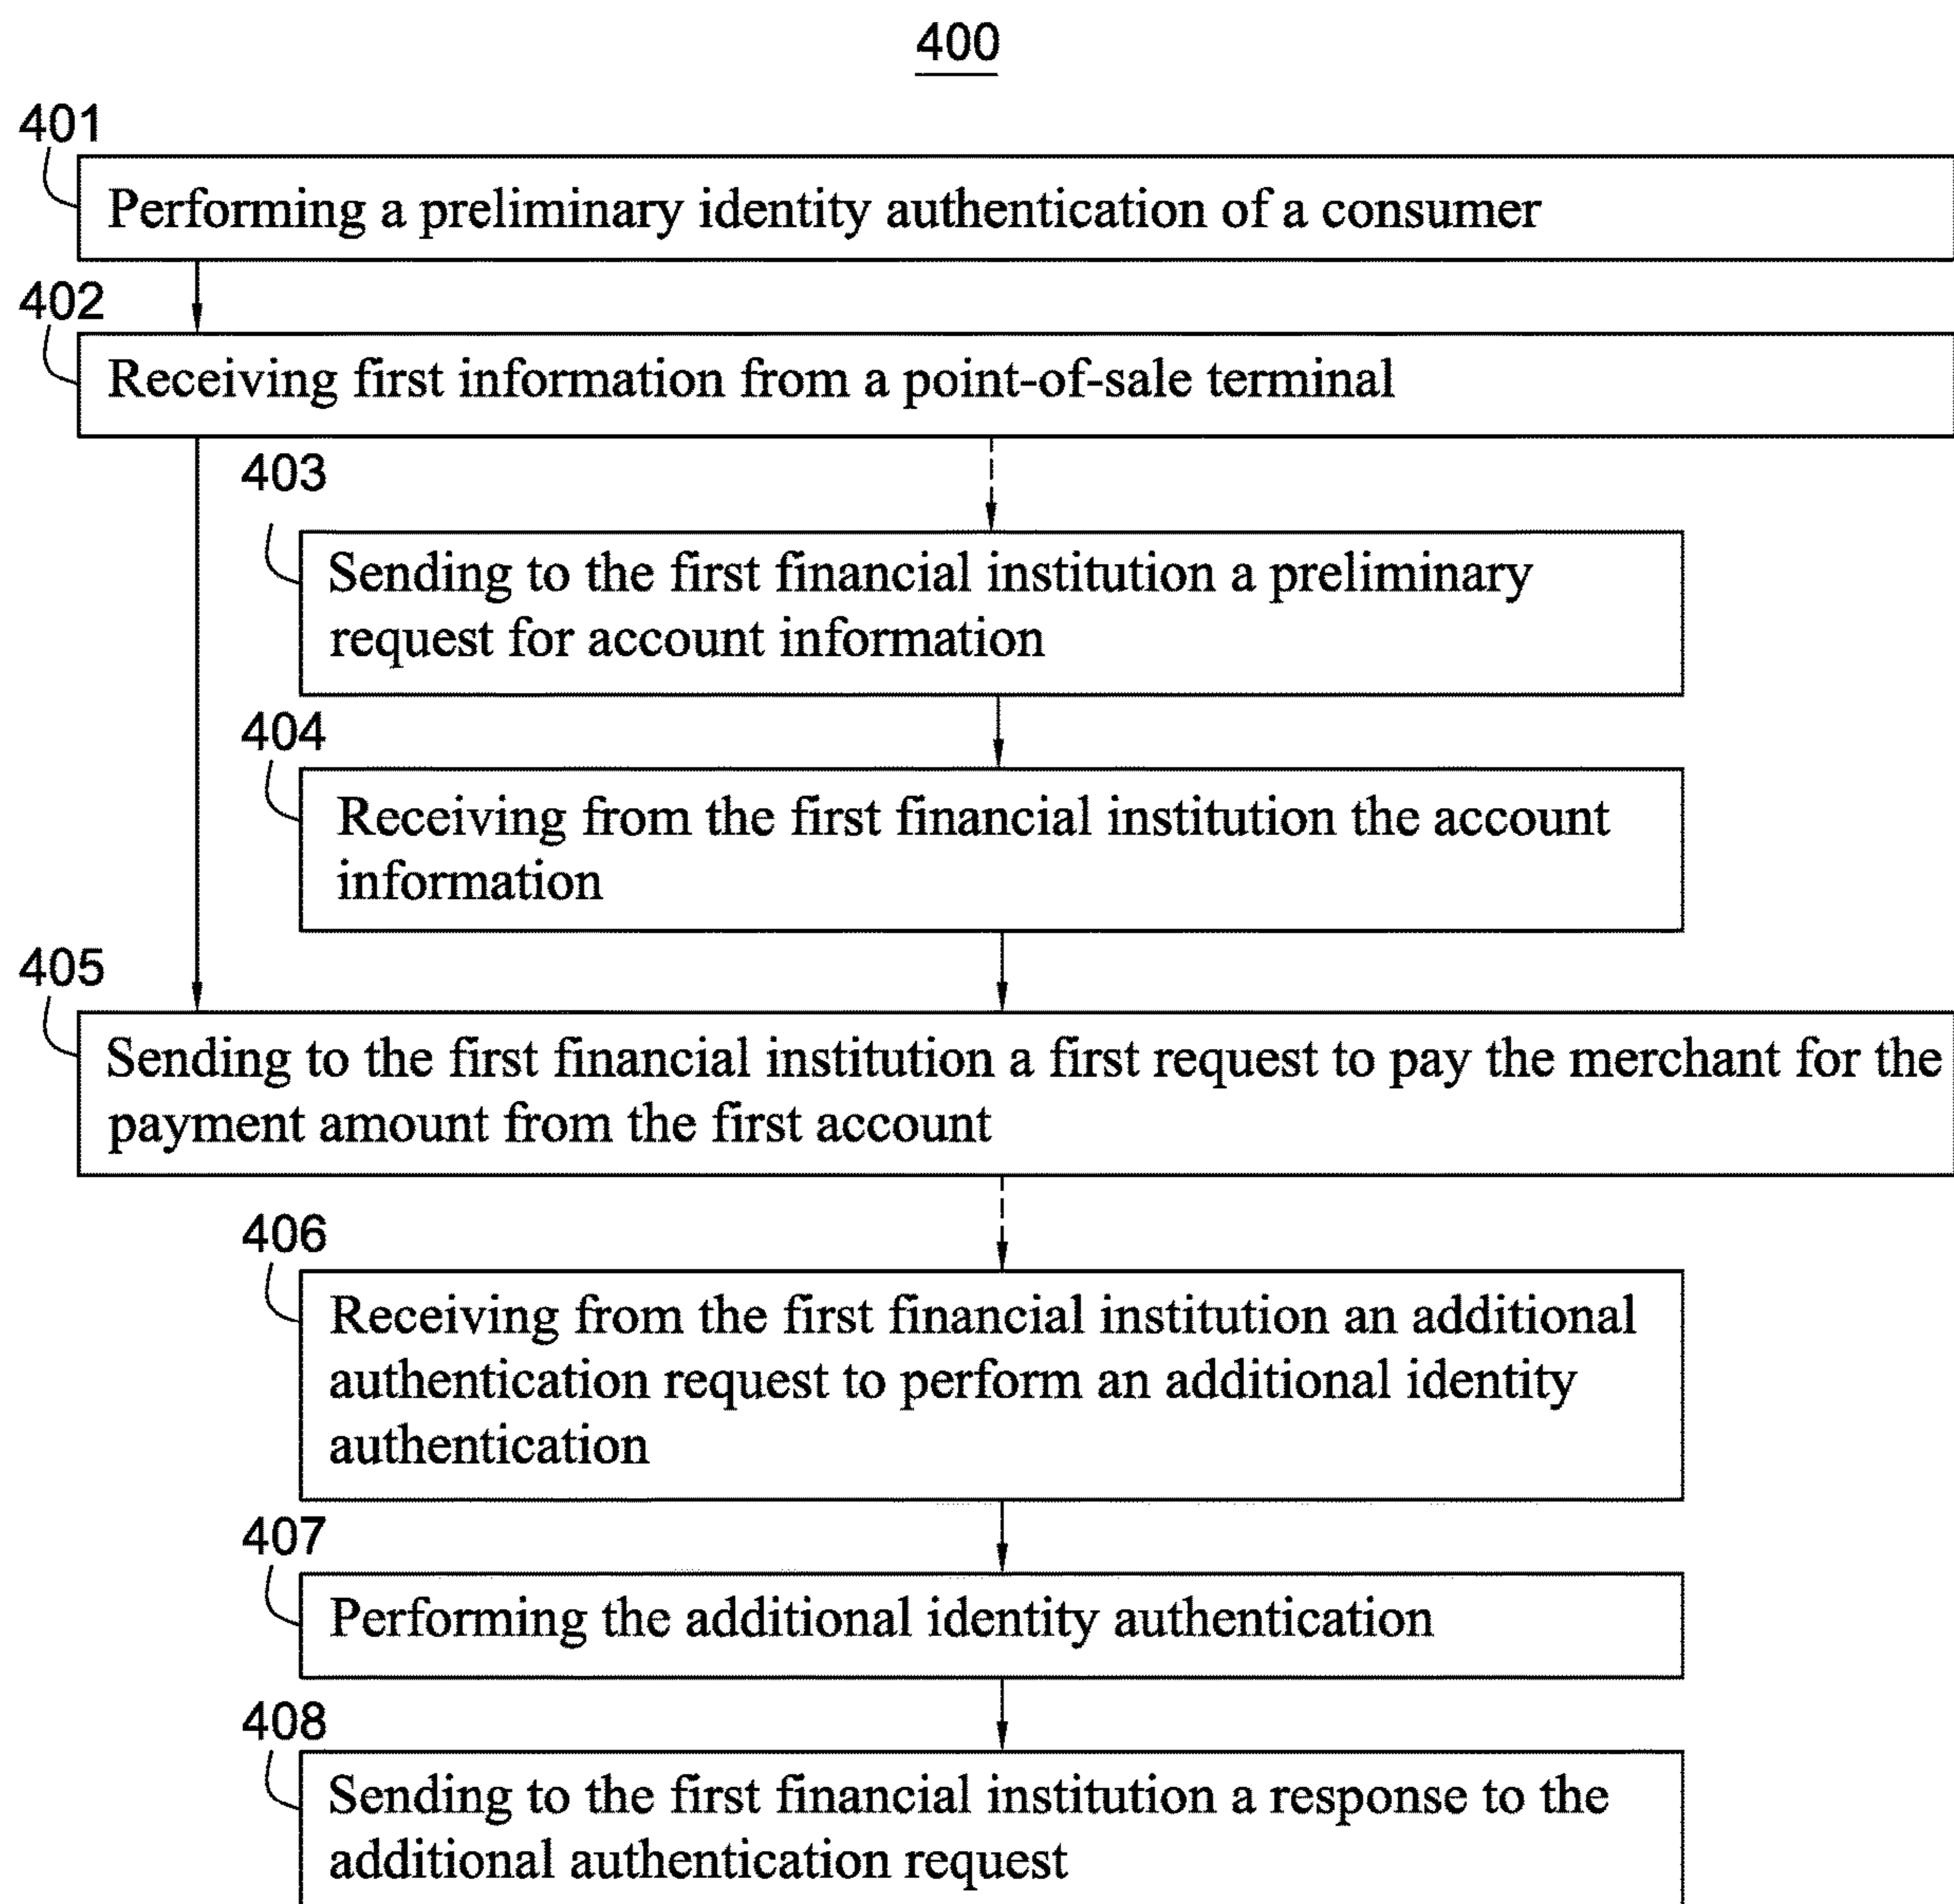 400
401
Performing a preliminary identity authentication of a consumer
402
Receiving first information from a point-of-sale terminal
403
Sending to the first financial institution a preliminary
request for account information
404
Receiving from the first financial institution the account
information
405
Sending to the first financial institution a first request to pay the merchant for the
payment amount from the first account
406
Receiving from the first financial institution an additional
authentication request to perform an additional identity
authentication
407
Performing the additional identity authentication
408
Sending to the first financial institution a response to the
additional authentication request